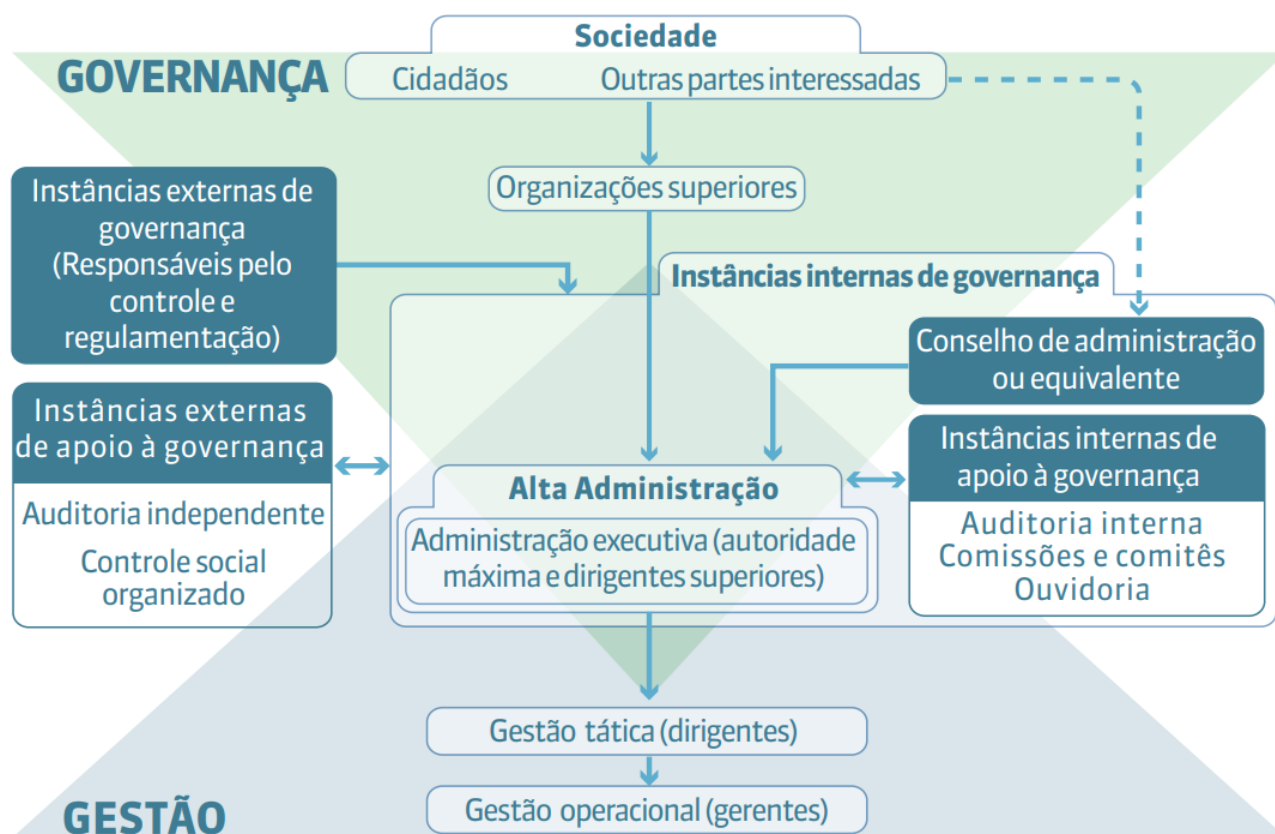 Sociedade
GOVERNANÇA
Cidadãos
Outras partes interessadas
Organizações superiores
Instâncias externas de
governança
(Responsáveis pelo
controle e
regulamentação)
Instâncias internas de governança
Conselho de administração
ou equivalente
Instâncias externas
de apoio à governança
Auditoria independente
Controle social
organizado
Alta Administração
Administração executiva (autoridade
máxima e dirigentes superiores)
Instâncias internas de
apoio à governança
Auditoria interna
Comissões e comitês
Ouvidoria
Gestão tática (dirigentes)
Gestão operacional (gerentes)
GESTÃO